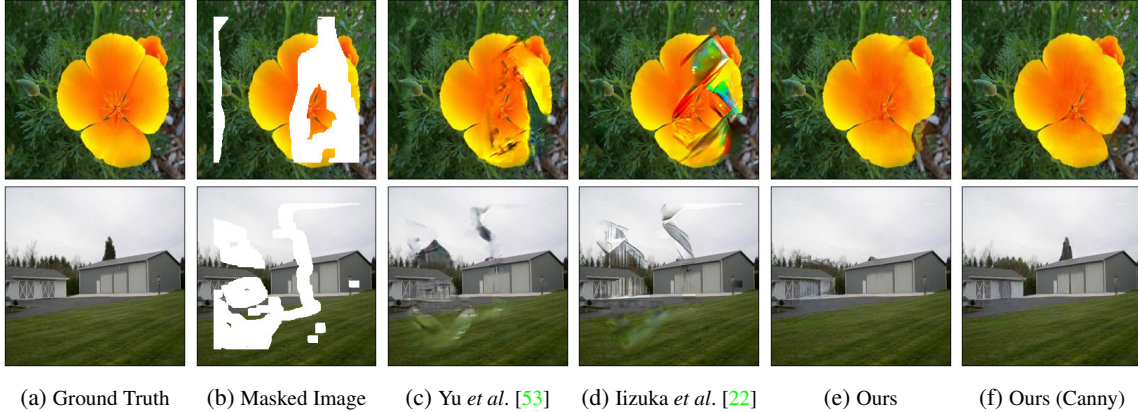 (a) Ground Truth (b) Masked Image (c) Yu et al. [53] (d) Iizuka et al. [22] (e) Ours (f) Ours (Canny)